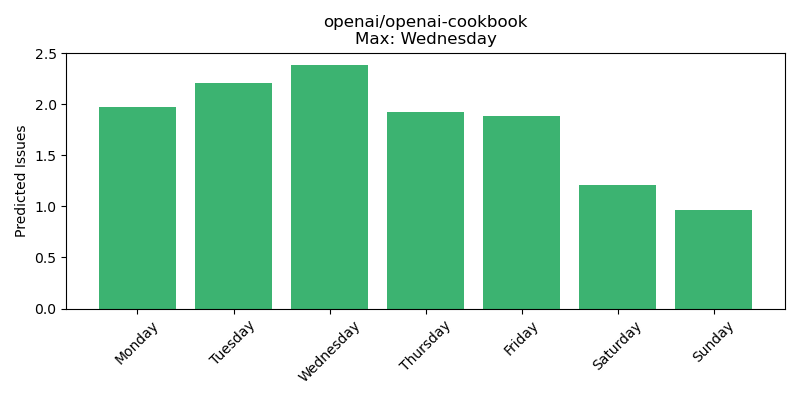 openai/openai-cookbook
Max: Wednesday
Predicted Issues
2.5
2.0
1.5
1.0
0.5
0.0
Monday
Tuesday
Wednesday
Thursday
Friday
Saturday
Sunday